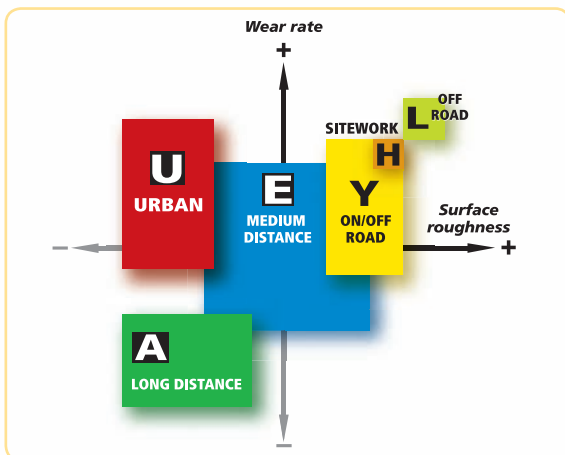 Wear rate
+
OFF
ROAD
L
SITEWORK
H
U
URBAN
E
MEDIUM
DISTANCE
Y
ON/OFF
ROAD
Surface
roughness
−
+
A
LONG DISTANCE
−